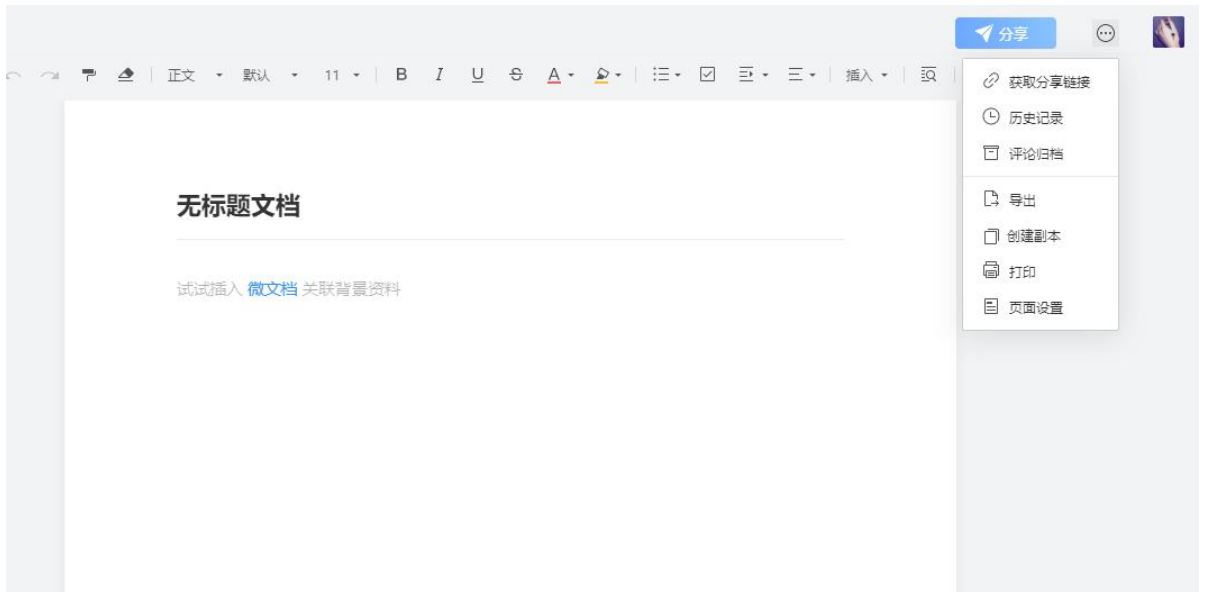 分享
正文 默认 11 B I U S A 插入
获取分享链接
历史记录
评论归档
导出
创建副本
打印
页面设置
无标题文档
试试插入 微文档 关联背景资料